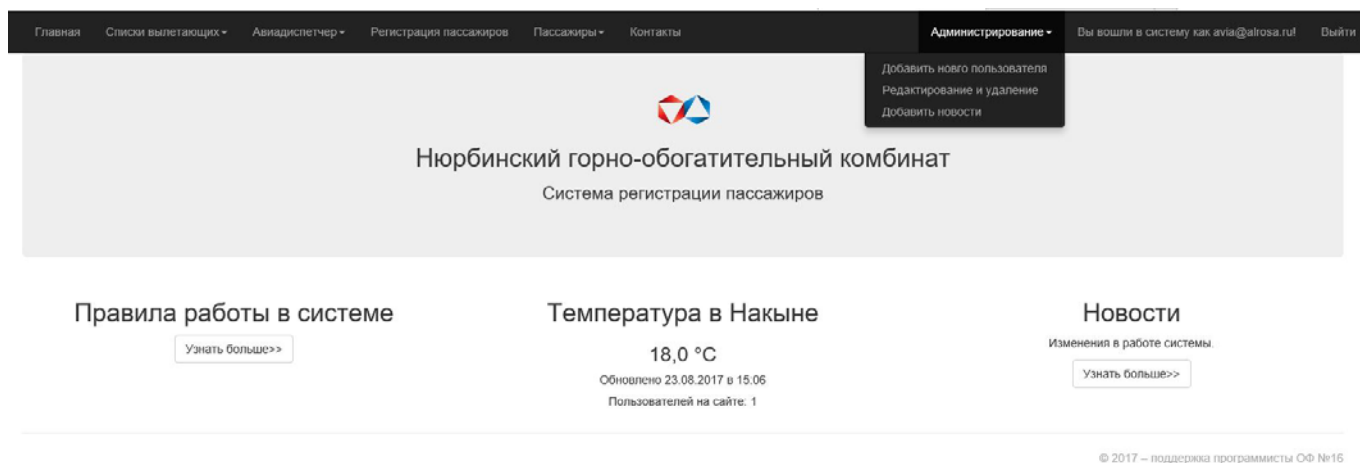 Главная Списки вылетающих Авиадиспетчер Регистрация пассажиров Пассажиры Контакты Администрирование Вы вошли в систему как avia@alrosa.ru! Выйти
Добавить новго пользователя
Редактирование и удаление
Добавить новости
Нюрбинский горно-обогатительный комбинат
Система регистрации пассажиров
Правила работы в системе
Узнать больше>>
Температура в Накыне
18,0 °C
Обновлено 23.08.2017 в 15:06
Пользователей на сайте: 1
Новости
Изменения в работе системы.
Узнать больше>>
© 2017 – поддержка программисты ОФ №16